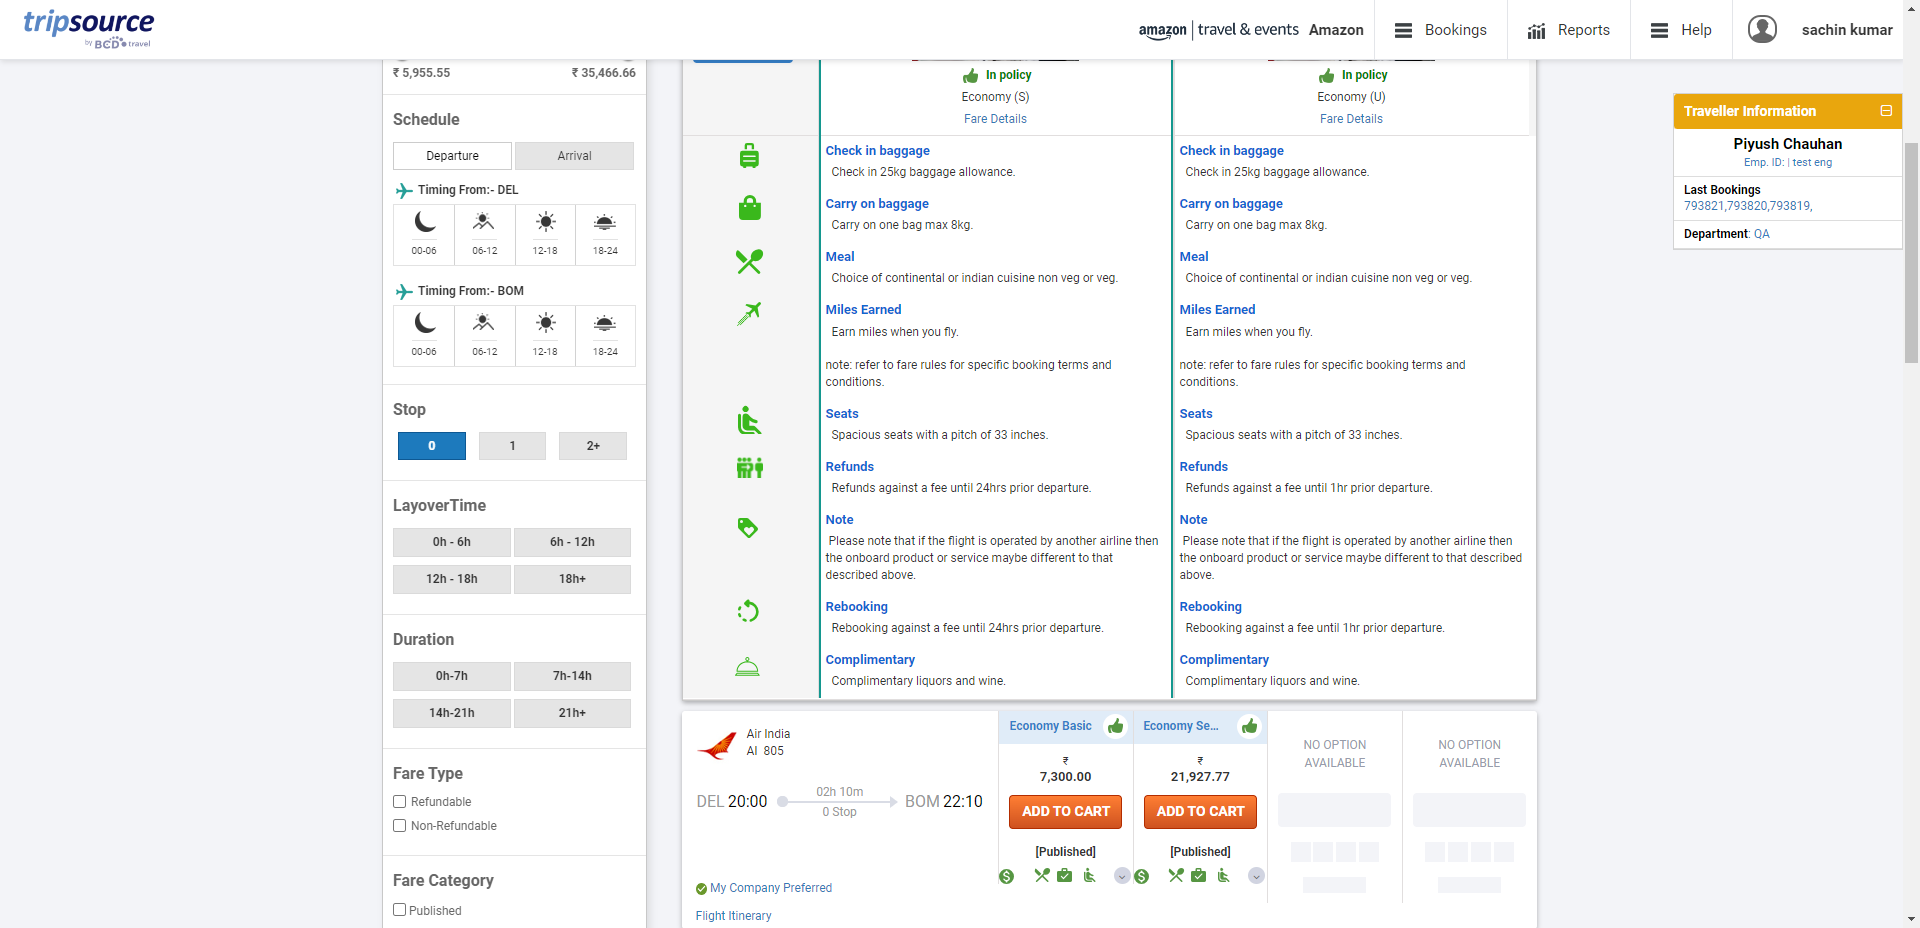 tripsource
by BCD travel
amazon travel & events Amazon
Bookings
Reports
Help
sachin kumar
₹ 5,955.55
₹ 35,466.66
Schedule
Departure
Arrival
Timing From:- DEL
00-06
06-12
12-18
18-24
Timing From:- BOM
00-06
06-12
12-18
18-24
Stop
0
1
2+
LayoverTime
0h - 6h
6h - 12h
12h - 18h
18h+
Duration
0h-7h
7h-14h
14h-21h
21h+
Fare Type
Refundable
Non-Refundable
Fare Category
Published
In policy
Economy (S)
Fare Details
Check in baggage
Check in 25kg baggage allowance.
Carry on baggage
Carry on one bag max 8kg.
Meal
Choice of continental or indian cuisine non veg or veg.
Miles Earned
Earn miles when you fly.
note: refer to fare rules for specific booking terms and
conditions.
Seats
Spacious seats with a pitch of 33 inches.
Refunds
Refunds against a fee until 24hrs prior departure.
Note
Please note that if the flight is operated by another airline then
the onboard product or service maybe different to that
described above.
Rebooking
Rebooking against a fee until 24hrs prior departure.
Complimentary
Complimentary liquors and wine.
In policy
Economy (U)
Fare Details
Check in baggage
Check in 25kg baggage allowance.
Carry on baggage
Carry on one bag max 8kg.
Meal
Choice of continental or indian cuisine non veg or veg.
Miles Earned
Earn miles when you fly.
note: refer to fare rules for specific booking terms and
conditions.
Seats
Spacious seats with a pitch of 33 inches.
Refunds
Refunds against a fee until 1hr prior departure.
Note
Please note that if the flight is operated by another airline then
the onboard product or service maybe different to that described
above.
Rebooking
Rebooking against a fee until 1hr prior departure.
Complimentary
Complimentary liquors and wine.
Air India
AI 805
DEL 20:00
02h 10m
0 Stop
BOM 22:10
My Company Preferred
Flight Itinerary
Economy Basic
₹
7,300.00
ADD TO CART
[Published]
Economy Se...
₹
21,927.77
ADD TO CART
[Published]
NO OPTION
AVAILABLE
NO OPTION
AVAILABLE
Traveller Information
Piyush Chauhan
Emp. ID: | test eng
Last Bookings
793821,793820,793819,
Department: QA